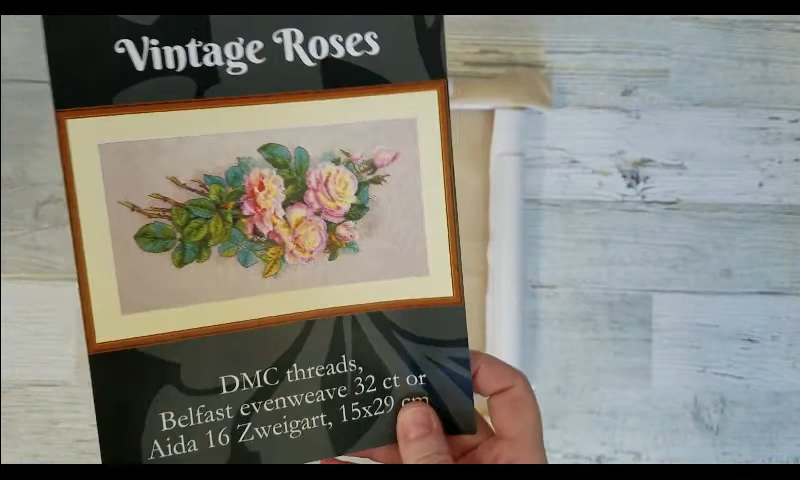 Vintage Roses
DMC threads,
Belfast evenweave 32 ct or
Aida 16 Zweigart, 15x29 cm